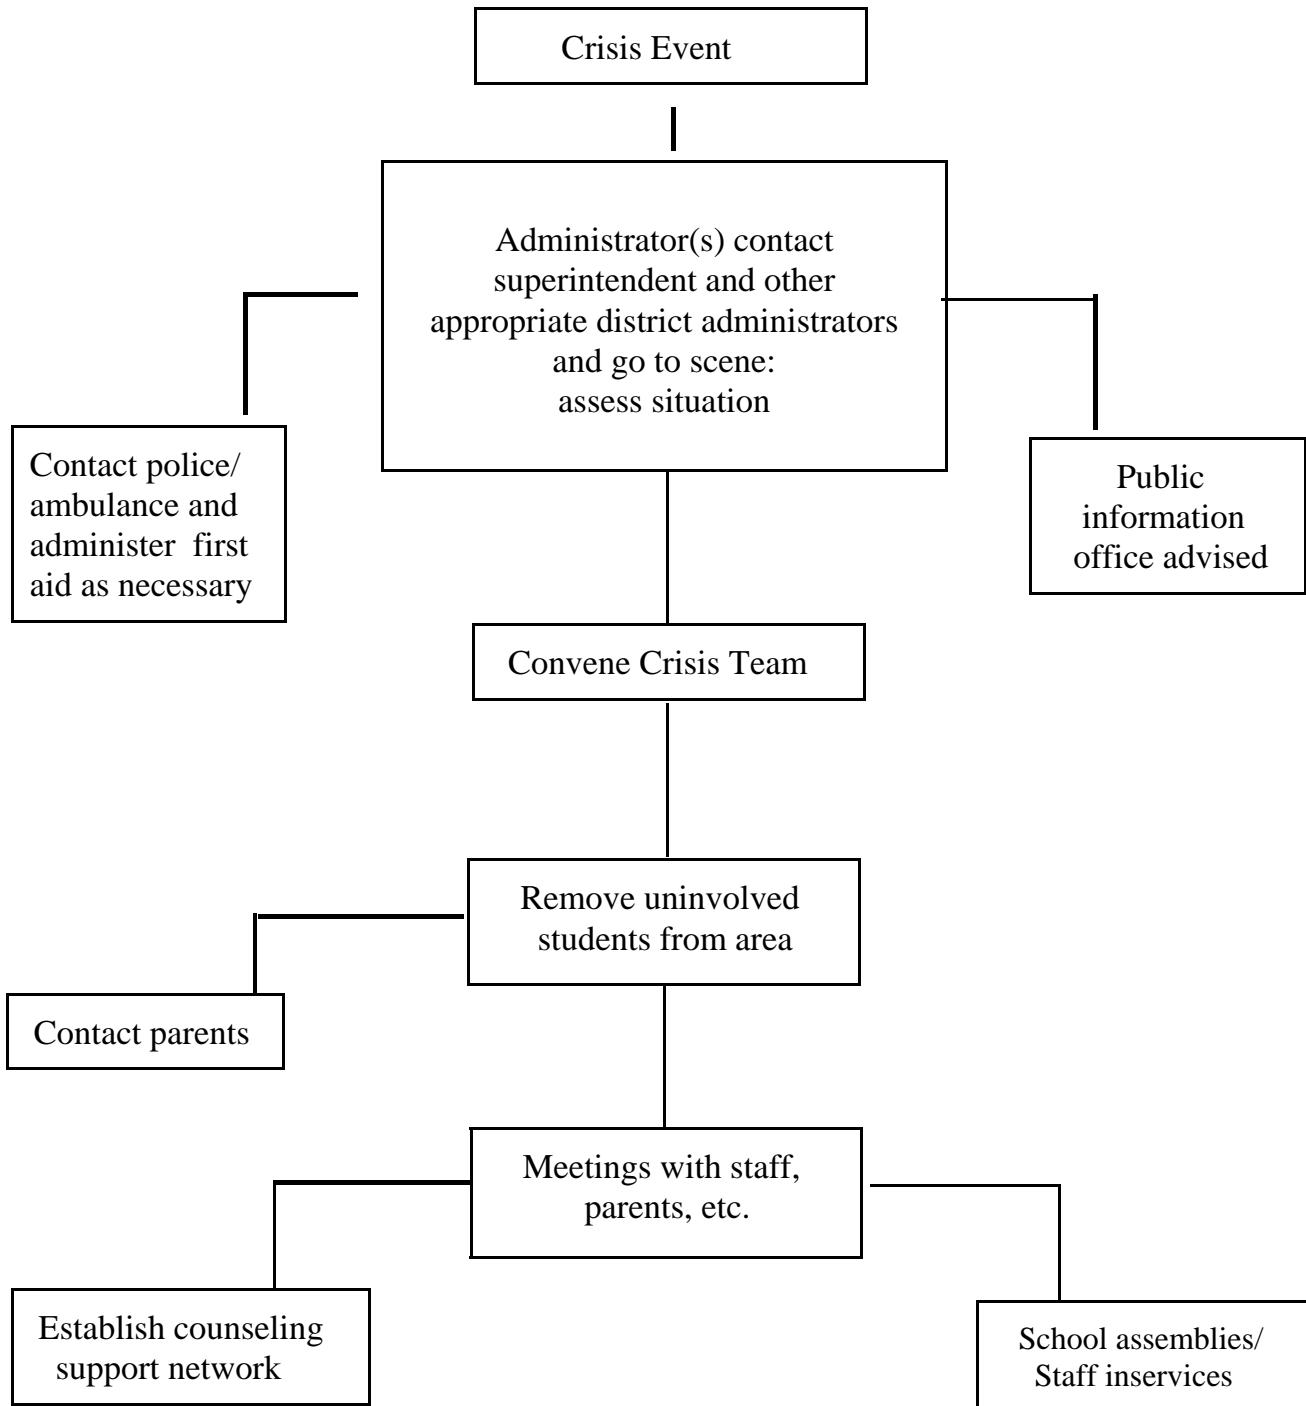 Crisis Event
Administrator(s) contact
superintendent and other
appropriate district administrators
and go to scene:
assess situation
Contact police/
ambulance and
administer first
aid as necessary
Public
information
office advised
Convene Crisis Team
Remove uninvolved
students from area
Contact parents
Meetings with staff,
parents, etc.
Establish counseling
support network
School assemblies/
Staff inservices